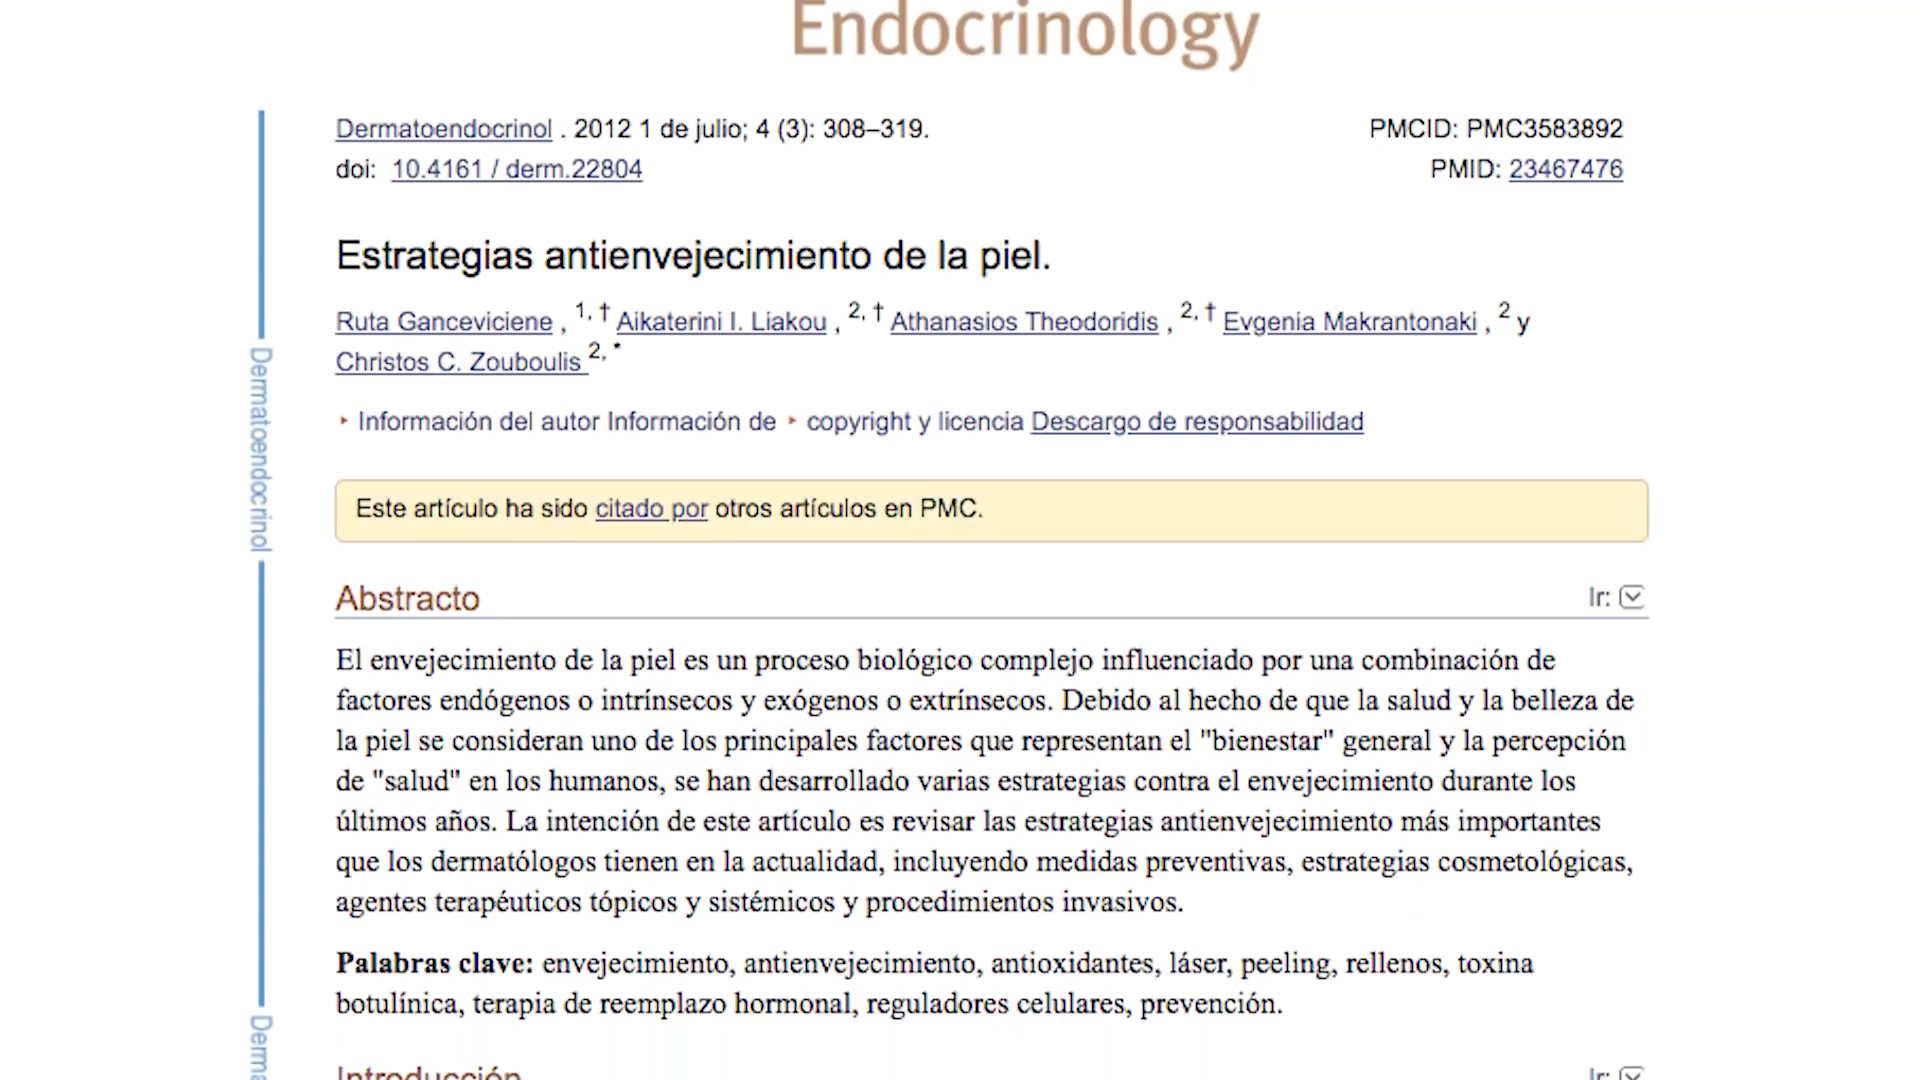 Endocrinology
Dermatoendocrinol . 2012 1 de julio; 4 (3): 308–319.
PMCID: PMC3583892
doi: 10.4161 / derm.22804
PMID: 23467476
Estrategias antienvejecimiento de la piel.
Ruta Ganceviciene , 1, † Aikaterini I. Liakou , 2, † Athanasios Theodoridis , 2, † Evgenia Makrantonaki , 2 y
Christos C. Zouboulis 2, *
‣ Información del autor Información de ‣ copyright y licencia Descargo de responsabilidad
Este artículo ha sido citado por otros artículos en PMC.
Abstracto
Ir:
El envejecimiento de la piel es un proceso biológico complejo influenciado por una combinación de
factores endógenos o intrínsecos y exógenos o extrínsecos. Debido al hecho de que la salud y la belleza de
la piel se consideran uno de los principales factores que representan el "bienestar" general y la percepción
de "salud" en los humanos, se han desarrollado varias estrategias contra el envejecimiento durante los
últimos años. La intención de este artículo es revisar las estrategias antienvejecimiento más importantes
que los dermatólogos tienen en la actualidad, incluyendo medidas preventivas, estrategias cosmetológicas,
agentes terapéuticos tópicos y sistémicos y procedimientos invasivos.
Palabras clave: envejecimiento, antienvejecimiento, antioxidantes, láser, peeling, rellenos, toxina
botulínica, terapia de reemplazo hormonal, reguladores celulares, prevención.
Introducción
Ir:
Dermatoendocrinol
Derma